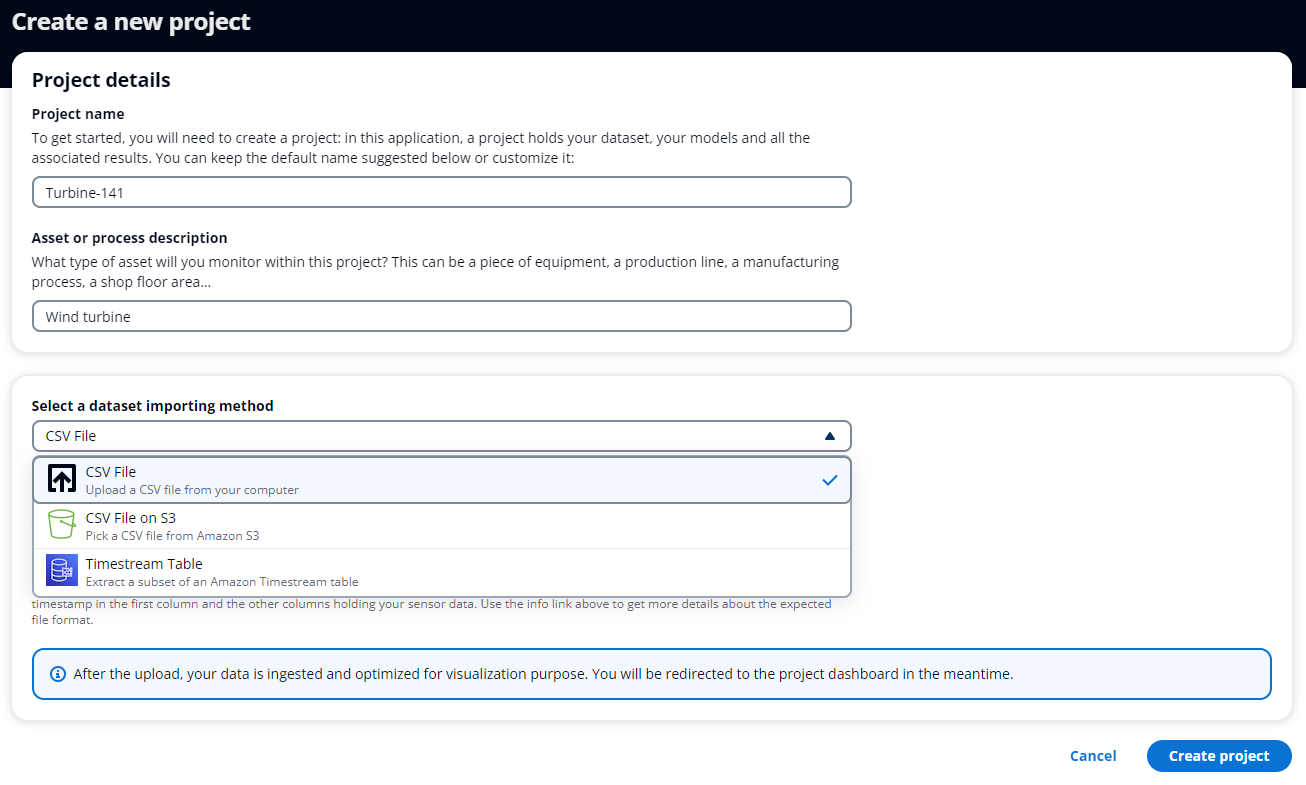 Create a new project
Project details
Project name
To get started, you will need to create a project: in this application, a project holds your dataset, your models and all the
associated results. You can keep the default name suggested below or customize it:
Turbine-141
Asset or process description
What type of asset will you monitor within this project? This can be a piece of equipment, a production line, a manufacturing
process, a shop floor area...
Wind turbine
Select a dataset importing method
CSV File
CSV File
Upload a CSV file from your computer
CSV File on S3
Pick a CSV file from Amazon S3
Timestream Table
Extract a subset of an Amazon Timestream table
timestamp in the first column and the other columns holding your sensor data. Use the info link above to get more details about the expected
file format.
After the upload, your data is ingested and optimized for visualization purpose. You will be redirected to the project dashboard in the meantime.
Cancel
Create project